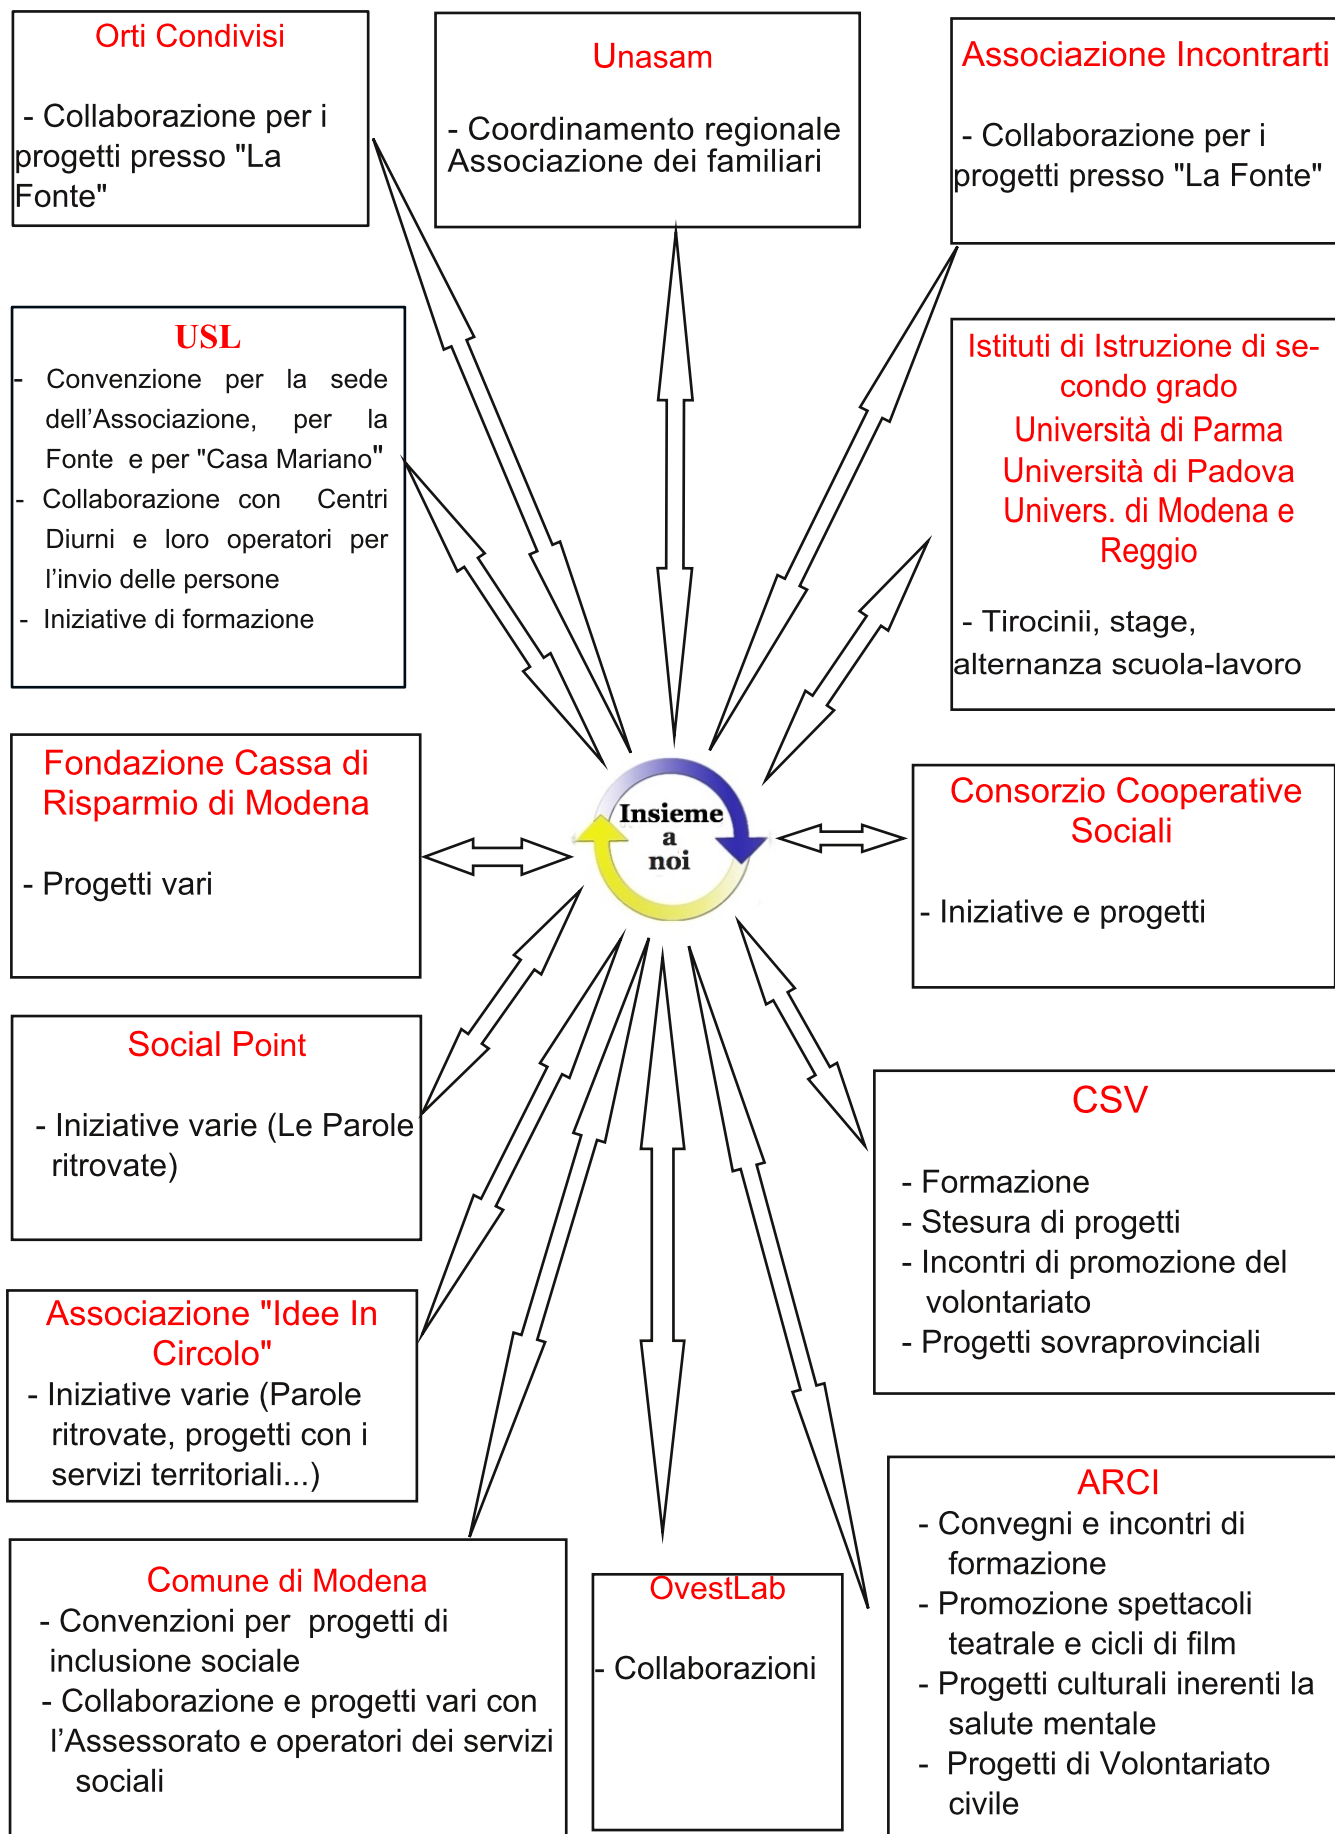 Orti Condivisi
- Collaborazione per i
progetti presso "La
Fonte"
Unasam
- Coordinamento regionale
Associazione dei familiari
Associazione Incontrarti
- Collaborazione per i
progetti presso "La Fonte"
USL
- Convenzione per la sede
dell'Associazione, per la
Fonte e per "Casa Mariano"
- Collaborazione con Centri
Diurni e loro operatori per
l'invio delle persone
- Iniziative di formazione
Istituti di Istruzione di se-
condo grado
Università di Parma
Università di Padova
Univers. di Modena e
Reggio
- Tirocinii, stage,
alternanza scuola-lavoro
Fondazione Cassa di
Risparmio di Modena
- Progetti vari
Insieme
a
noi
Consorzio Cooperative
Sociali
- Iniziative e progetti
Social Point
- Iniziative varie (Le Parole
ritrovate)
CSV
- Formazione
- Stesura di progetti
- Incontri di promozione del
volontariato
- Progetti sovraprovinciali
Associazione "Idee In
Circolo"
- Iniziative varie (Parole
ritrovate, progetti con i
servizi territoriali...)
Comune di Modena
- Convenzioni per progetti di
inclusione sociale
- Collaborazione e progetti vari con
l'Assessorato e operatori dei servizi
sociali
OvestLab
- Collaborazioni
ARCI
- Convegni e incontri di
formazione
- Promozione spettacoli
teatrale e cicli di film
- Progetti culturali inerenti la
salute mentale
- Progetti di Volontariato
civile